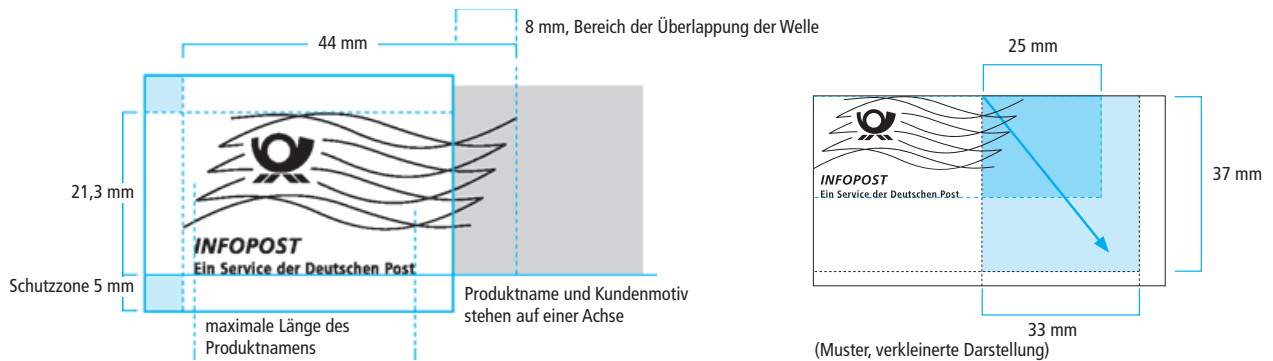 44 mm
8 mm, Bereich der Überlappung der Welle
21,3 mm
INFOPOST
Ein Service der Deutschen Post
Schutzzone 5 mm
maximale Länge des
Produktnamens
Produktname und Kundenmotiv
stehen auf einer Achse
25 mm
37 mm
INFOPOST
Ein Service der Deutschen Post
33 mm
(Muster, verkleinerte Darstellung)